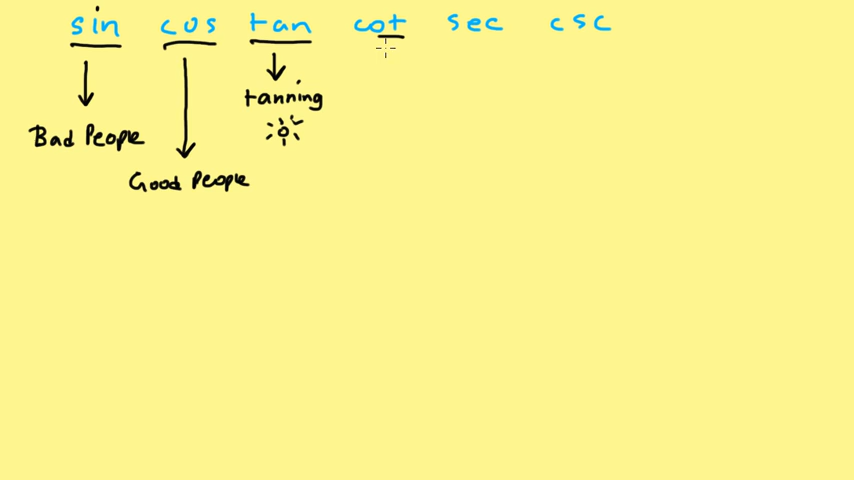 sin cos tan cot sec csc
tanning
Bad People
Good People